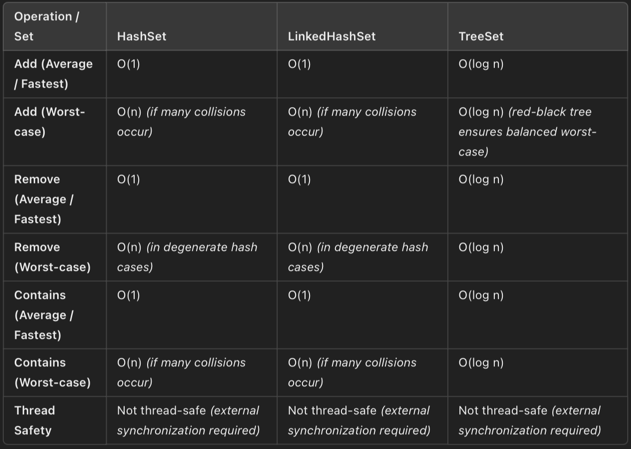 Operation / Set HashSet LinkedHashSet TreeSet
Add (Average / Fastest) O(1) O(1) O(log n)
Add (Worst-case) O(n) (if many collisions occur) O(n) (if many collisions occur) O(log n) (red-black tree ensures balanced worst-case)
Remove (Average / Fastest) O(1) O(1) O(log n)
Remove (Worst-case) O(n) (in degenerate hash cases) O(n) (in degenerate hash cases) O(log n)
Contains (Average / Fastest) O(1) O(1) O(log n)
Contains (Worst-case) O(n) (if many collisions occur) O(n) (if many collisions occur) O(log n)
Thread Safety Not thread-safe (external synchronization required) Not thread-safe (external synchronization required) Not thread-safe (external synchronization required)